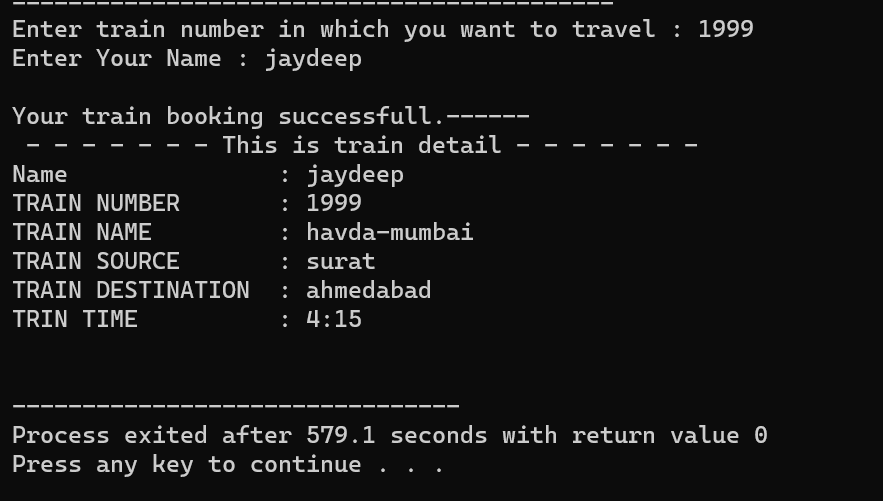 -------------------------------------------
Enter train number in which you want to travel : 1999
Enter Your Name : jaydeep
Your train booking successfull.------
- - - - - - - This is train detail - - - - - - -
Name : jaydeep
TRAIN NUMBER : 1999
TRAIN NAME : havda-mumbai
TRAIN SOURCE : surat
TRAIN DESTINATION : ahmedabad
TRIN TIME : 4:15
--------------------------------
Process exited after 579.1 seconds with return value 0
Press any key to continue . . .